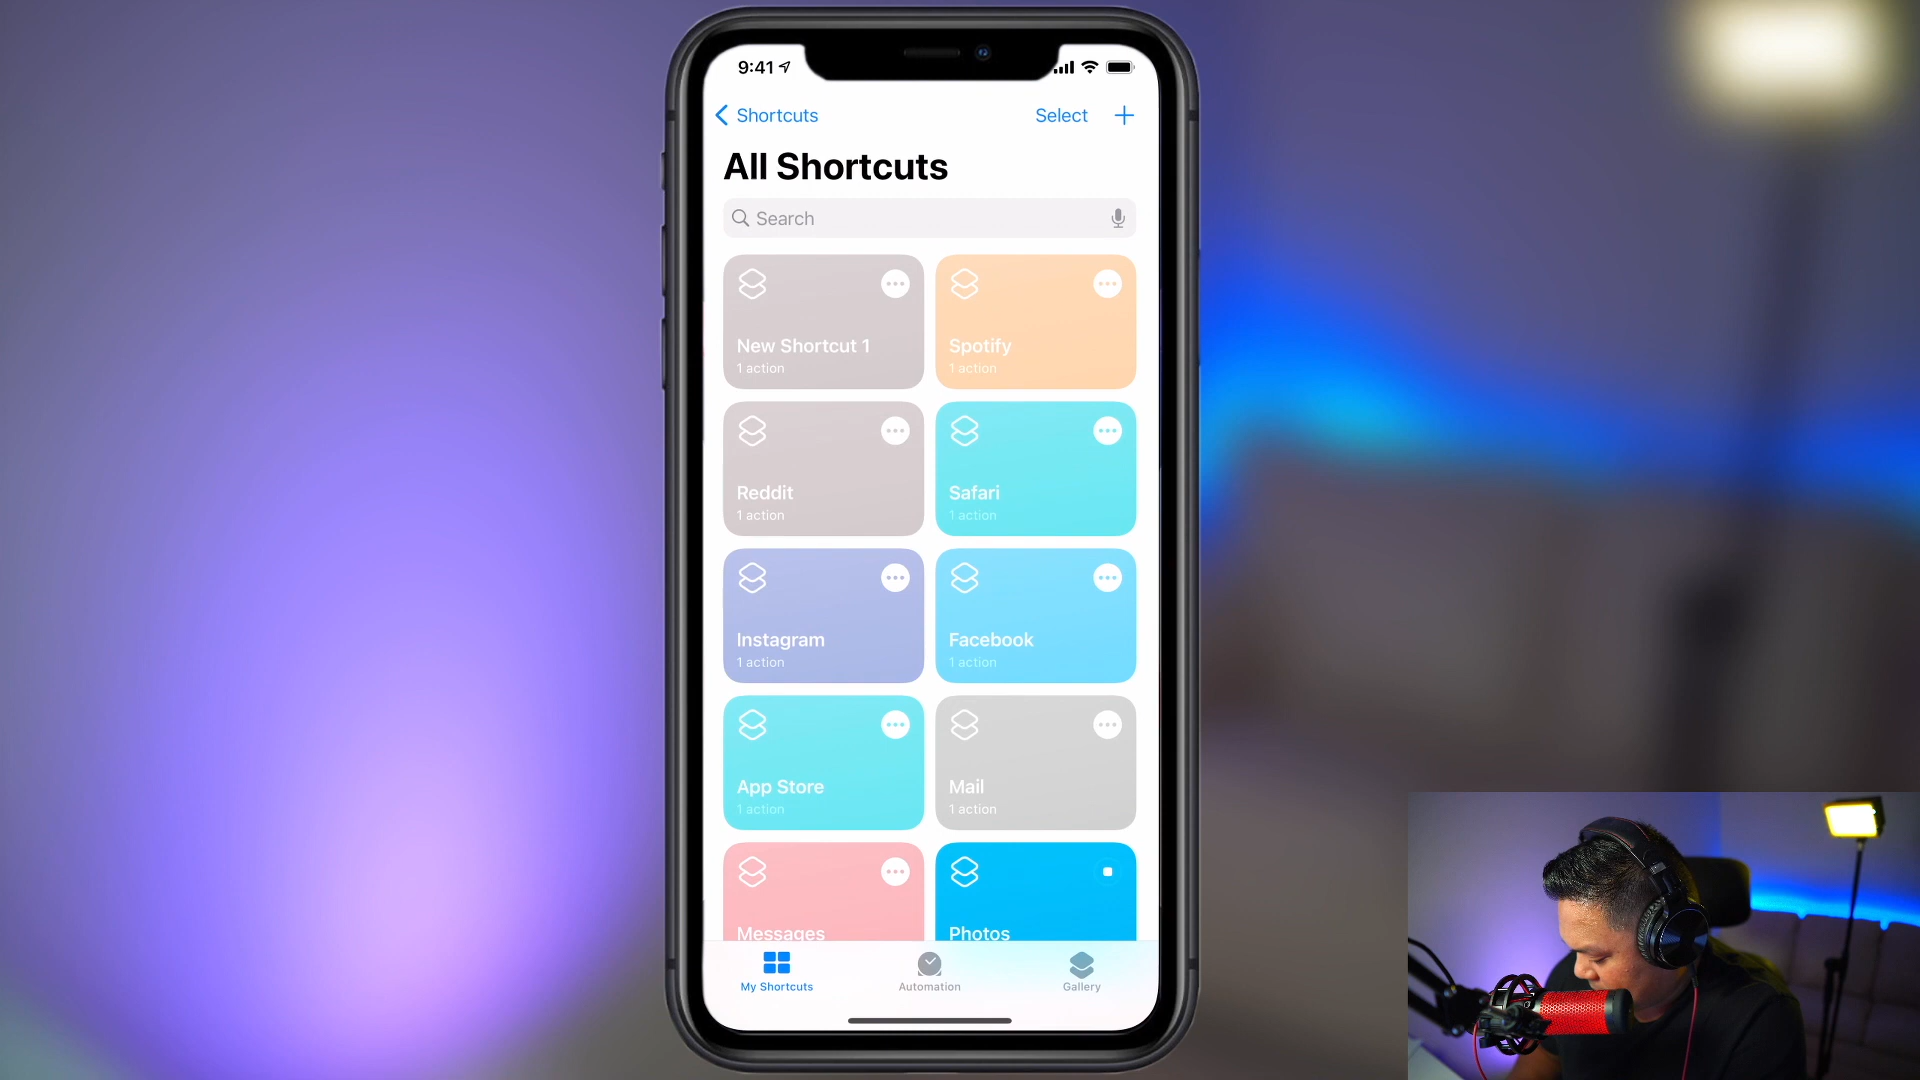 9:41
Shortcuts
Select
All Shortcuts
Search
New Shortcut 1
1 action
Spotify
1 action
Reddit
1 action
Safari
1 action
Instagram
1 action
Facebook
1 action
App Store
1 action
Mail
1 action
Messages
Photos
My Shortcuts
Automation
Gallery